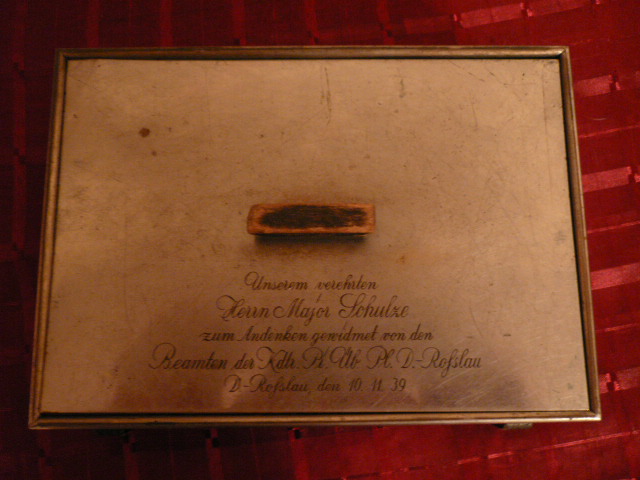 Unserem verehrten
Herrn Major Schulze
zum Andenken gewidmet von den
Beamten der Kdtr. Pi. Üb. Pl. D.-Roßlau
D-Roßlau, den 10. 11. 39